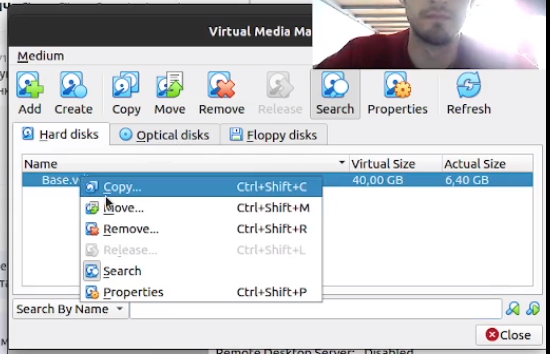 Virtual Media Ma
Medium
Add Create Copy Move Remove Release Search Properties Refresh
Hard disks Optical disks Floppy disks
Name Virtual Size Actual Size
Base.v 40,00 GB 6,40 GB
Copy... Ctrl+Shift+C
Move... Ctrl+Shift+M
Remove... Ctrl+Shift+R
Release... Ctrl+Shift+L
Search
Properties Ctrl+Shift+P
Search By Name
Close
Remote Desktop Server: Disabled